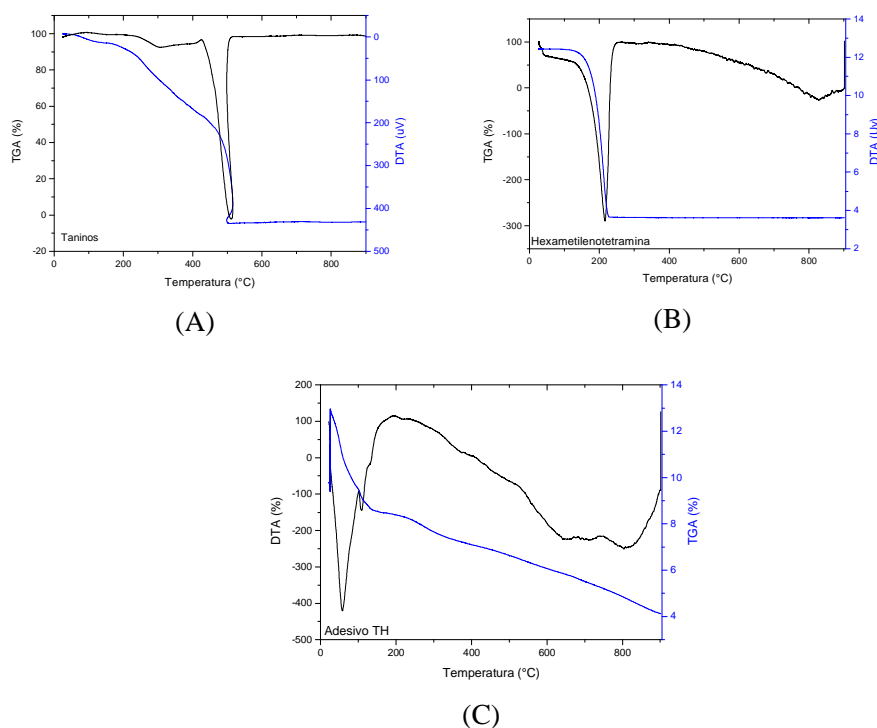 100
80
60
40
20
0
-20
TGA (%)
0
100
200
300
400
500
DTA (uV)
Taninos
0 200 400 600 800
Temperatura (°C)
(A)
100
0
-100
-200
-300
TGA (%)
14
12
10
8
6
4
2
DTA (Uv)
Hexametilenotetramina
0 200 400 600 800
Temperatura (°C)
(B)
200
100
0
-100
-200
-300
-400
-500
DTA (%)
14
12
10
8
6
4
TGA (%)
Adesivo TH
0 200 400 600 800
Temperatura (°C)
(C)